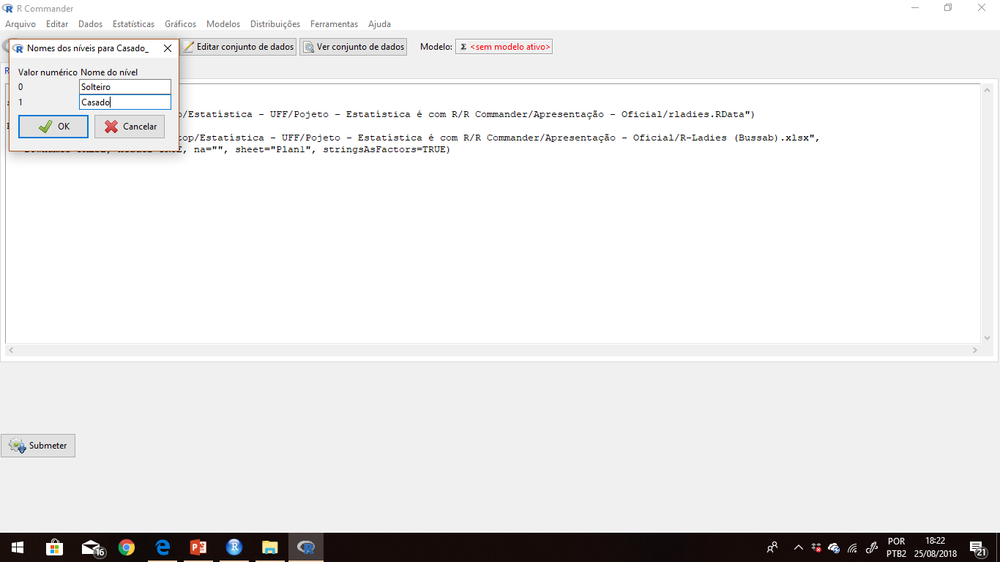 R Commander
Arquivo Editar Dados Estatísticas Gráficos Modelos Distribuições Ferramentas Ajuda
Nomes dos níveis para Casado_
Editar conjunto de dados Ver conjunto de dados Modelo: Σ <sem modelo ativo>
Valor numérico Nome do nível
0 Solteiro
1 Casado
OK Cancelar
/Estatística - UFF/Pojeto - Estatística é com R/R Commander/Apresentação - Oficial/rladies.RData")
top/Estatística - UFF/Pojeto - Estatística é com R/R Commander/Apresentação - Oficial/R-Ladies (Bussab).xlsx",
, na="", sheet="Plan1", stringsAsFactors=TRUE)
Submeter
16
POR
PTB2
18:22
25/08/2018
21